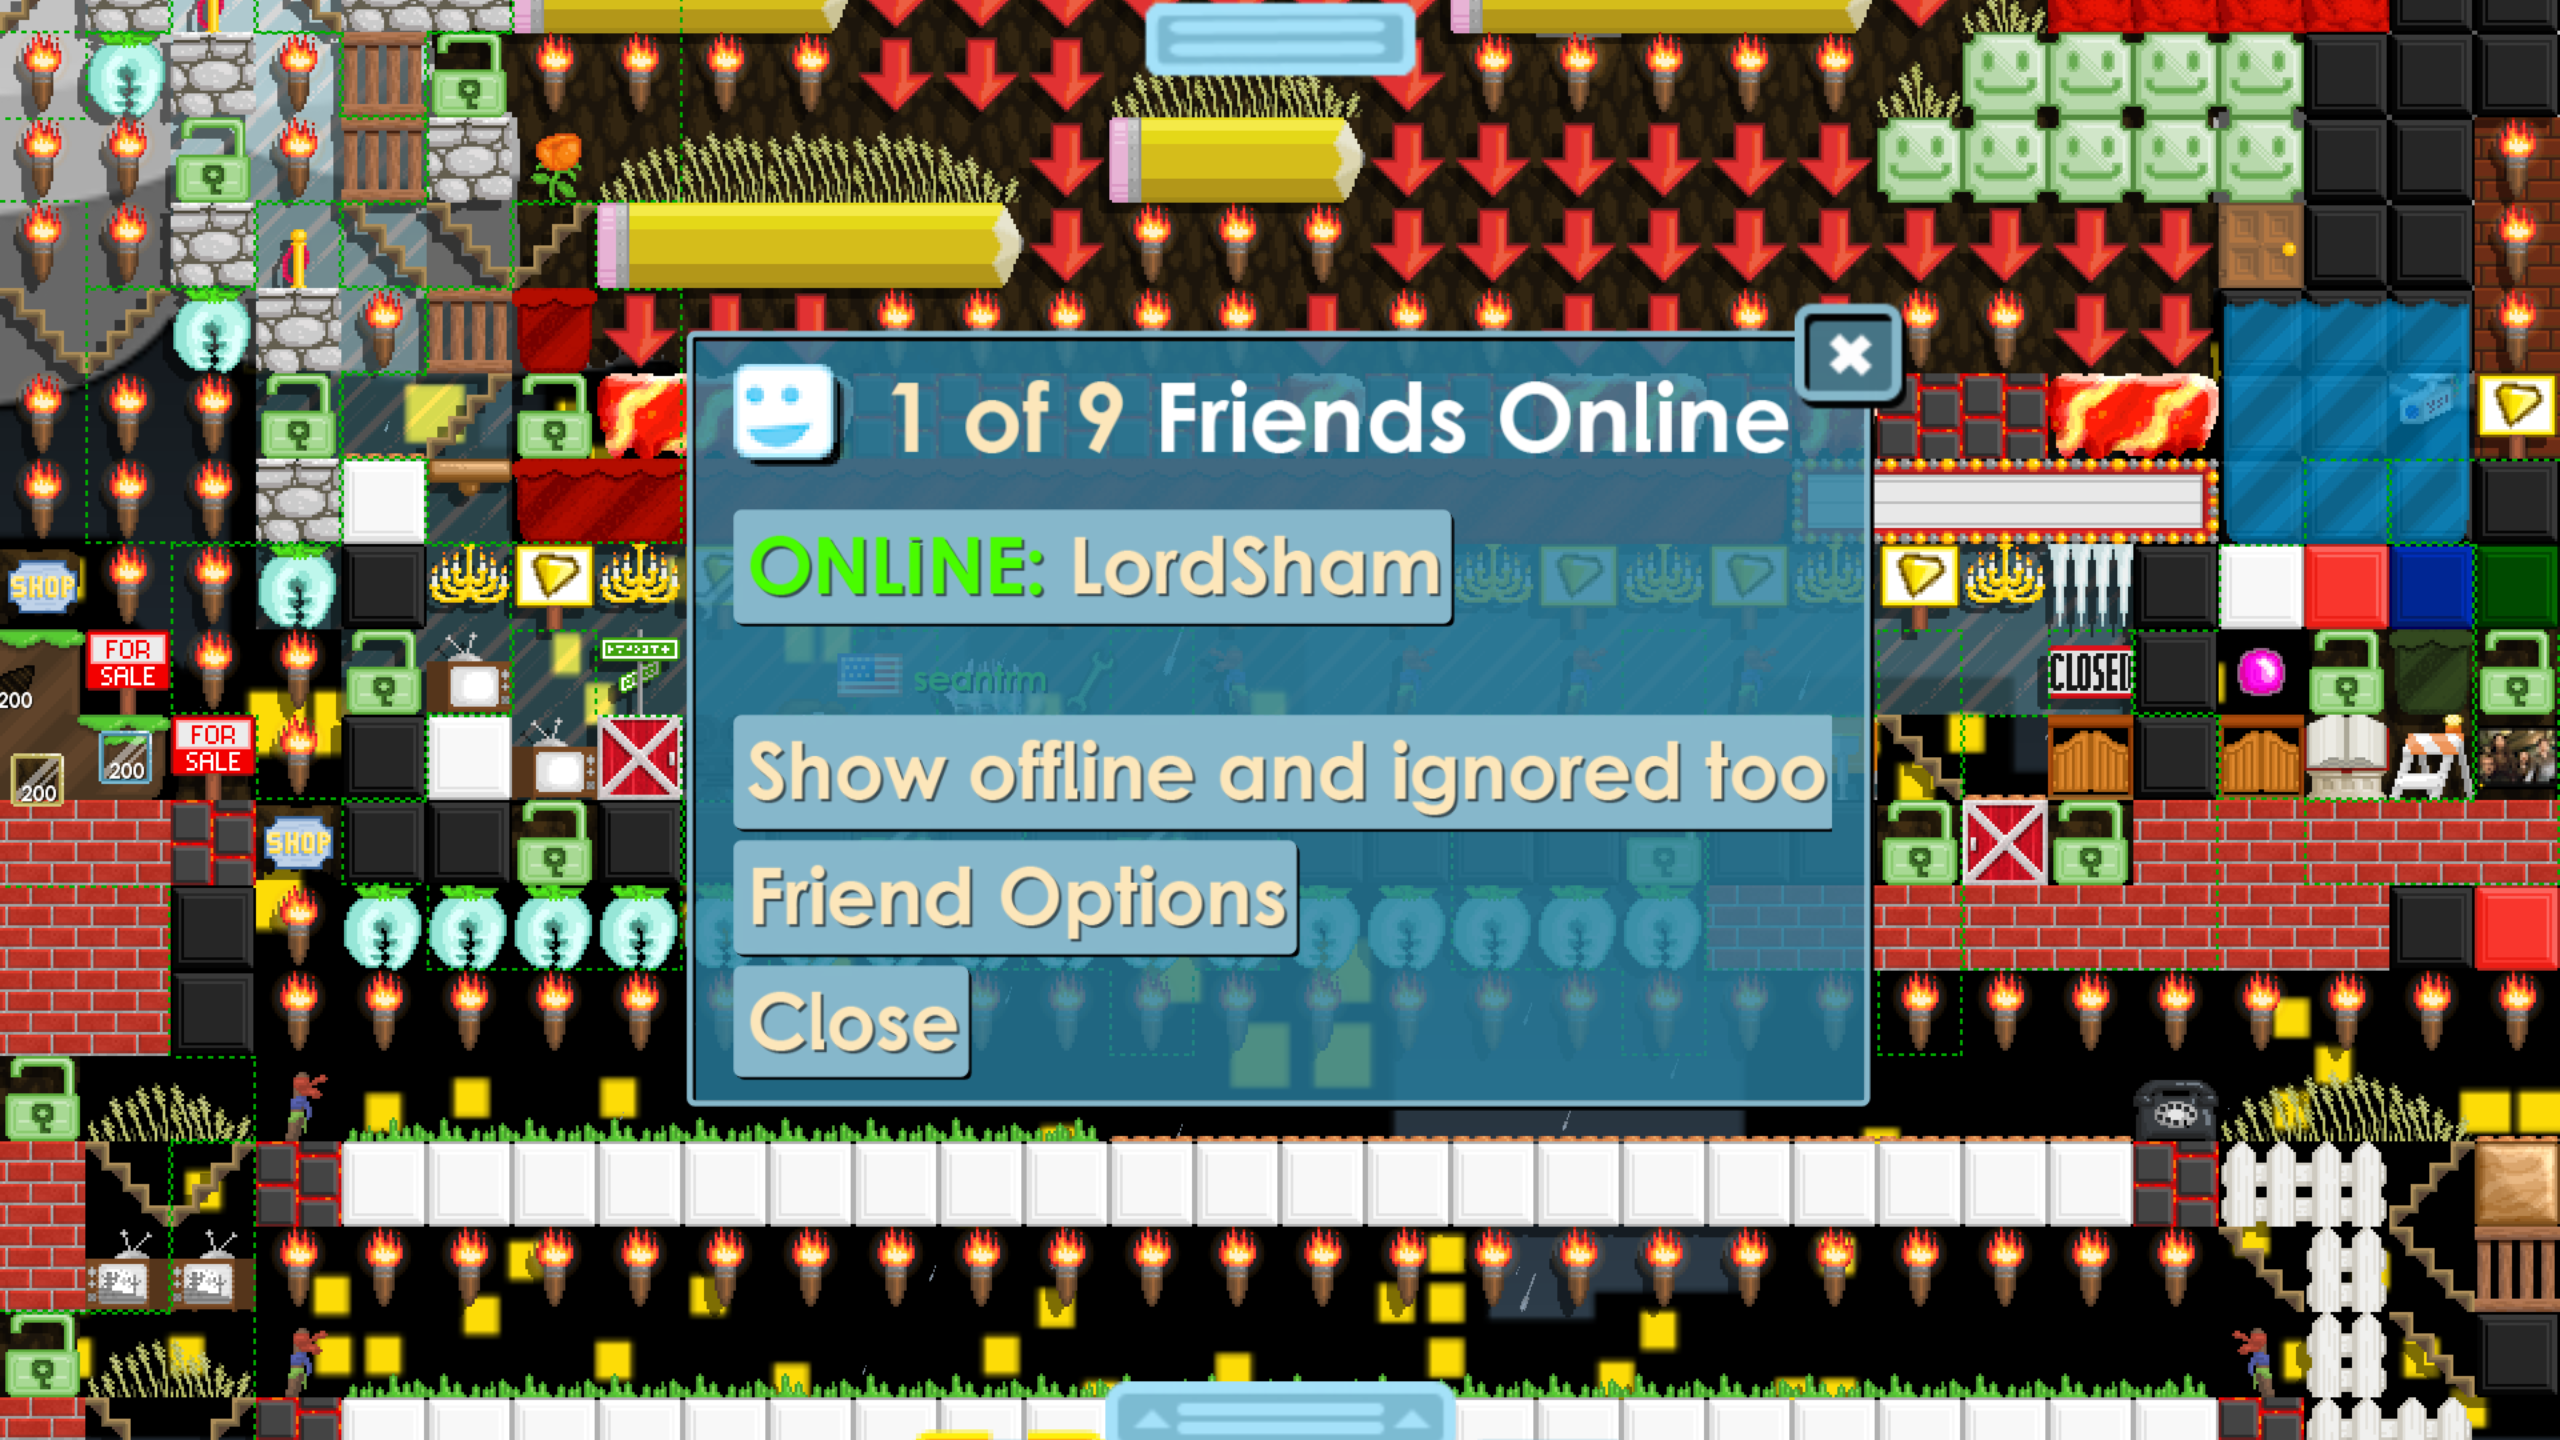 1 of 9 Friends Online
ONLiNE: LordSham
SHOP
FOR
SALE
200
CLOSED
Show offline and ignored too
FOR
SALE
200
200
SHOP
Friend Options
Close